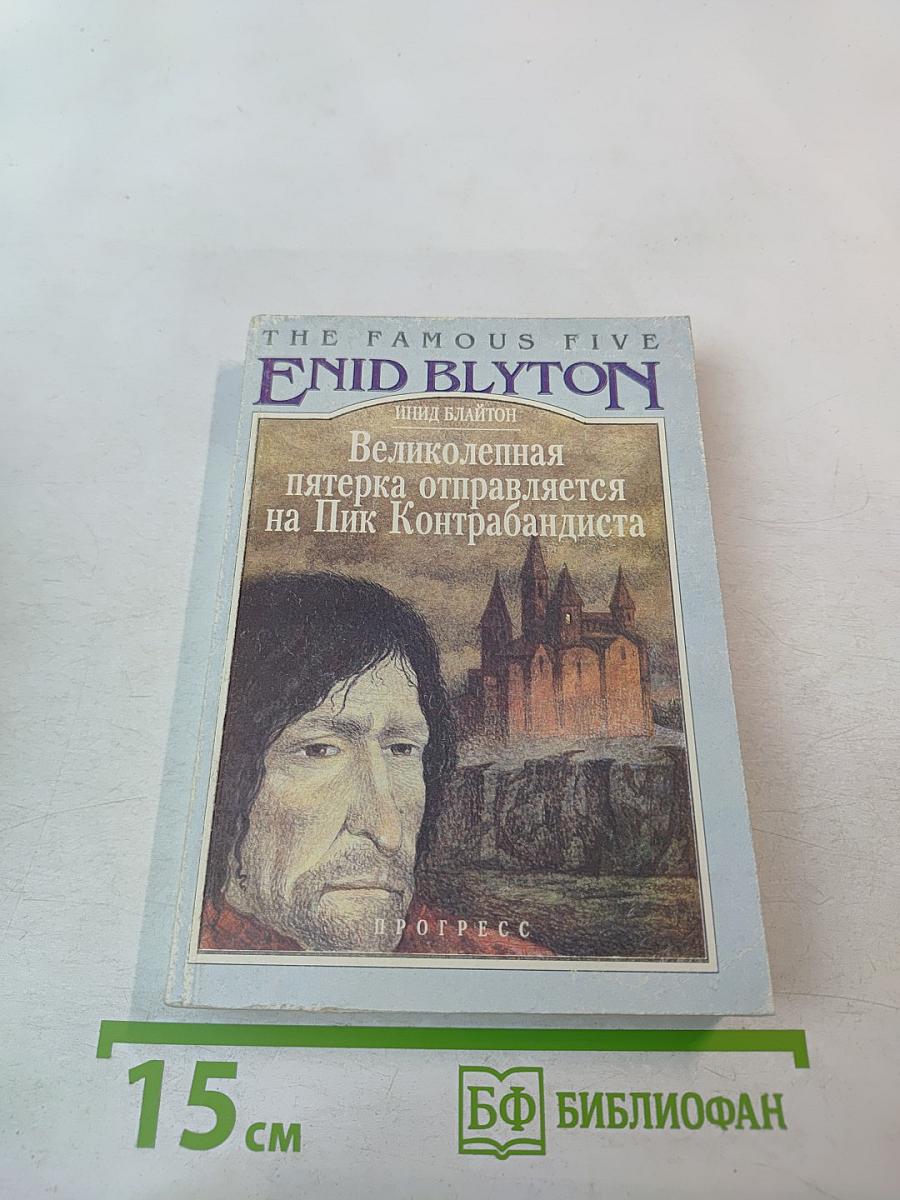 THE FAMOUS FIVE
ENID BLYTON
ИНИД БЛАЙТОН
Великолепная
пятерка отправляется
на Пик Контрабандиста
ПРОГРЕСС
15 см
БФ БИБЛИОФАН